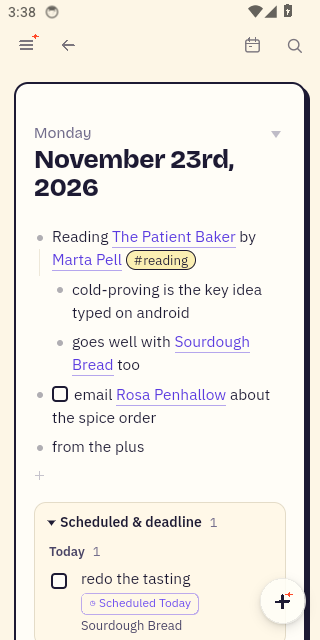 3:38
Monday
November 23rd,
2026
Reading The Patient Baker by
Marta Pell #reading
cold-proving is the key idea
typed on android
goes well with Sourdough
Bread too
email Rosa Penhallow about
the spice order
from the plus
Scheduled & deadline 1
Today 1
redo the tasting
Scheduled Today
Sourdough Bread